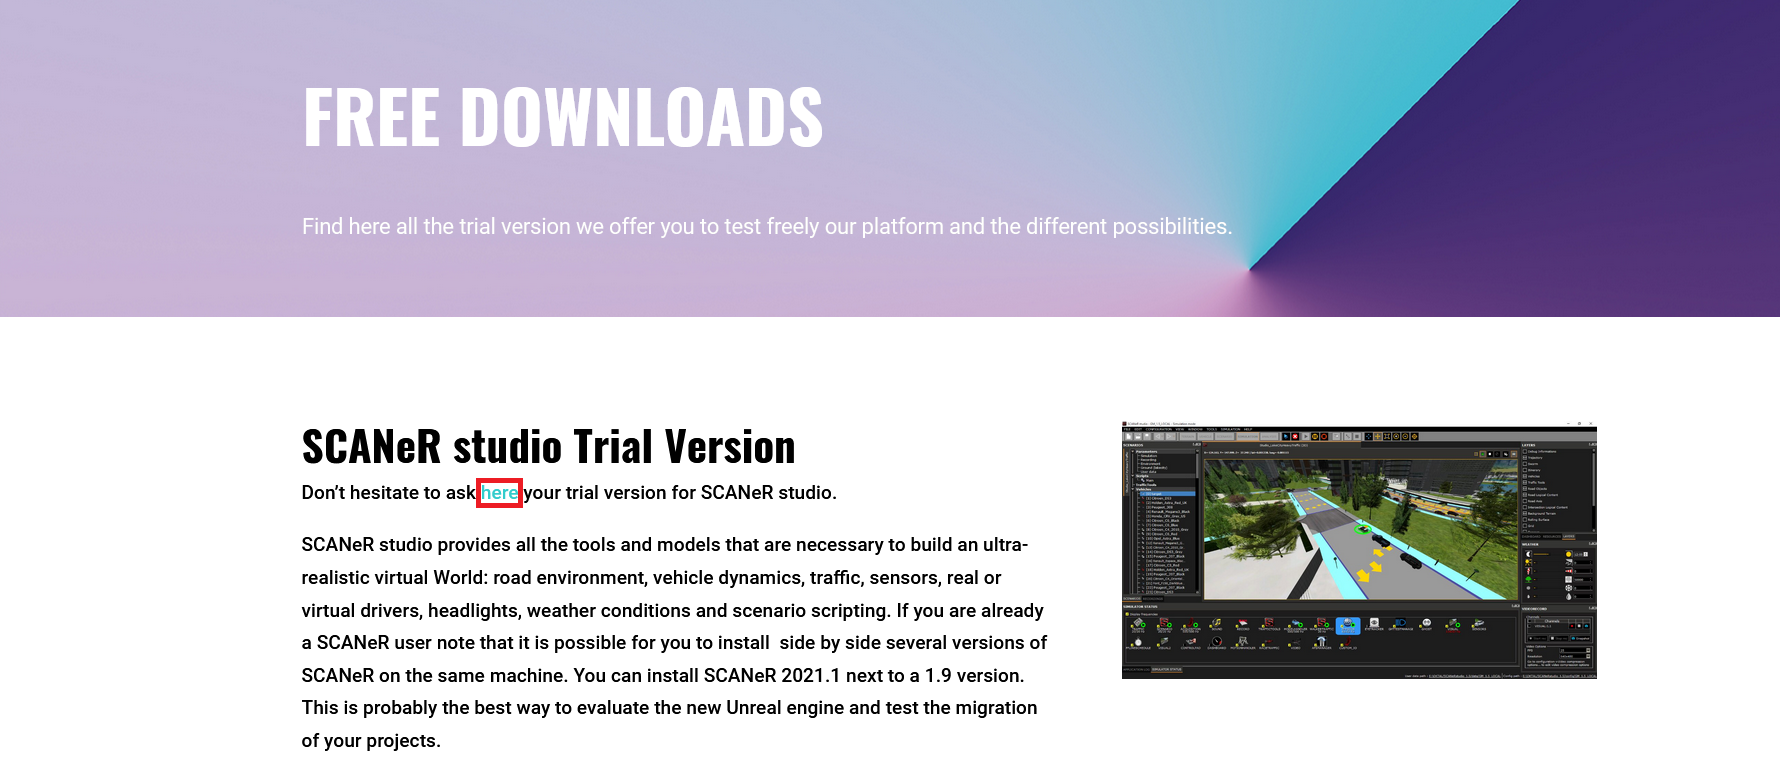 FREE DOWNLOADS
Find here all the trial version we offer you to test freely our platform and the different possibilities.
SCANeR studio Trial Version
Don't hesitate to ask here your trial version for SCANeR studio.
SCANeR studio provides all the tools and models that are necessary to build an ultra-
realistic virtual World: road environment, vehicle dynamics, traffic, sensors, real or
virtual drivers, headlights, weather conditions and scenario scripting. If you are already
a SCANeR user note that it is possible for you to install  side by side several versions of
SCANeR on the same machine. You can install SCANeR 2021.1 next to a 1.9 version.
This is probably the best way to evaluate the new Unreal engine and test the migration
of your projects.